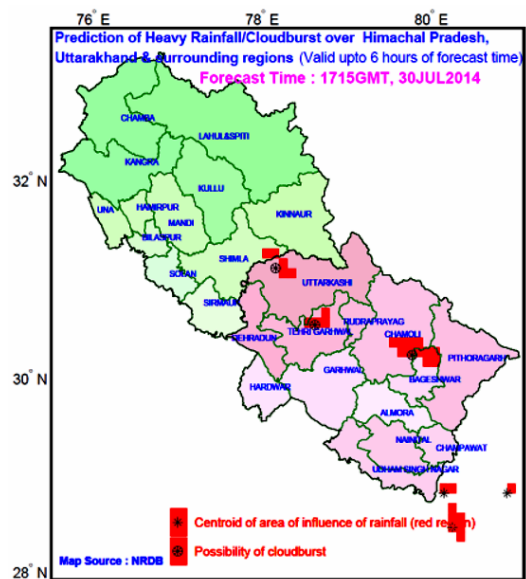 76° E 78° E 80° E
Prediction of Heavy Rainfall/Cloudburst over Himachal Pradesh,
Uttarakhand & surrounding regions (Valid upto 6 hours of forecast time)
Forecast Time : 1715GMT, 30JUL2014
CHAMBA
LAHUL&SPITI
KANGRA
32° N
KULLU
HAMIRPUR
UNA
KINNAUR
MANDI
BILASPUR
SHIMLA
SOLAN
UTTARKASHI
SIRMAUR
RUDRAPRAYAG
TEHRI GARHWAL
CHAMOLI
DEHRADUN
PITHORAGARH
30° N
GARHWAL
BAGESHWAR
HARDWAR
ALMORA
NAINITAL
CHAMPAWAT
UDHAM SINGH NAGAR
Centroid of area of influence of rainfall (red region)
Possibility of cloudburst
Map Source : NRDB
28° N